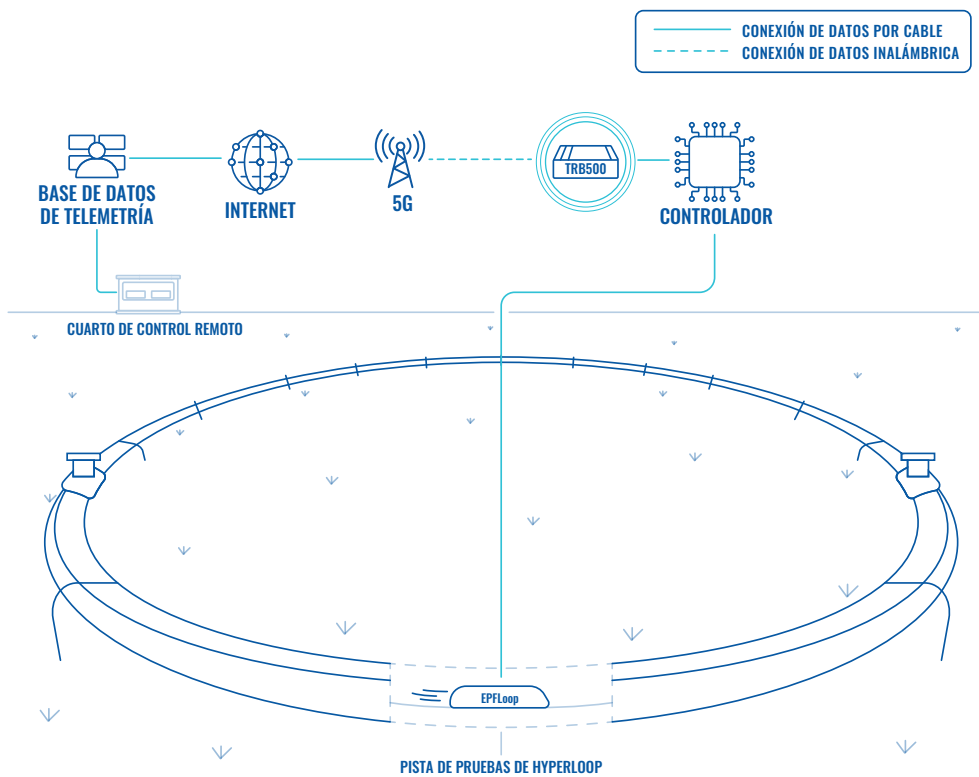 CONEXIÓN DE DATOS POR CABLE
CONEXIÓN DE DATOS INALÁMBRICA
BASE DE DATOS
DE TELEMETRÍA
INTERNET
5G
TRB500
CONTROLADOR
CUARTO DE CONTROL REMOTO
EPFLoop
PISTA DE PRUEBAS DE HYPERLOOP